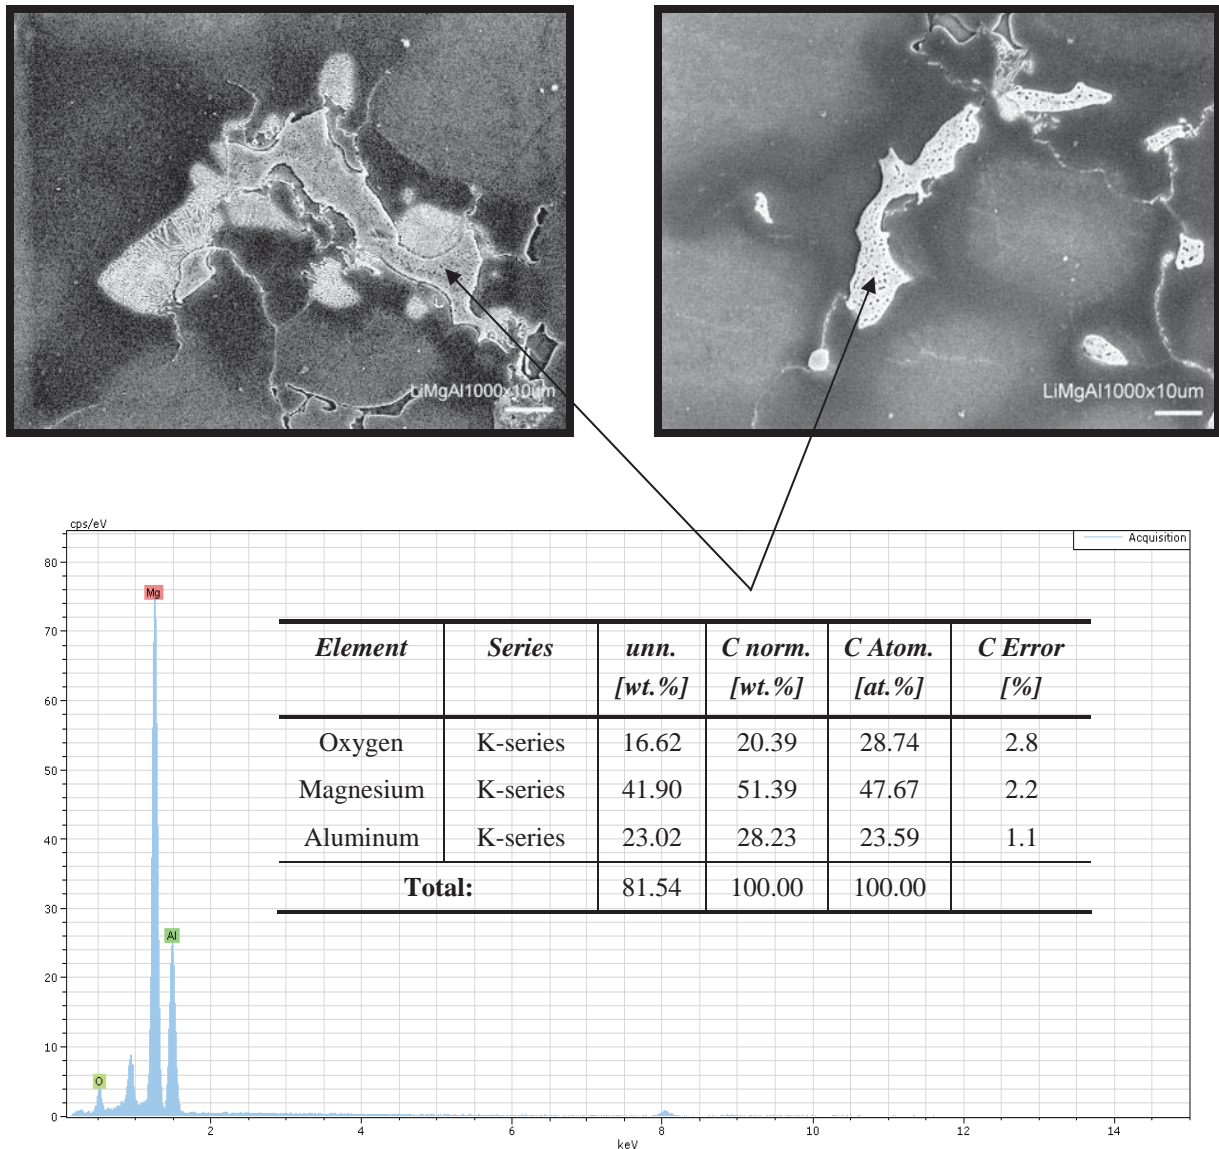 LiMgAl1000x10um
LiMgAl1000x10um
cps/eV
Acquisition
80
70
60
50
40
30
20
10
0
Mg
Al
O
Element Series unn. C norm. C Atom. C Error
[wt.%] [wt.%] [at.%] [%]
Oxygen K-series 16.62 20.39 28.74 2.8
Magnesium K-series 41.90 51.39 47.67 2.2
Aluminum K-series 23.02 28.23 23.59 1.1
Total: 81.54 100.00 100.00
2 4 6 8 10 12 14
keV